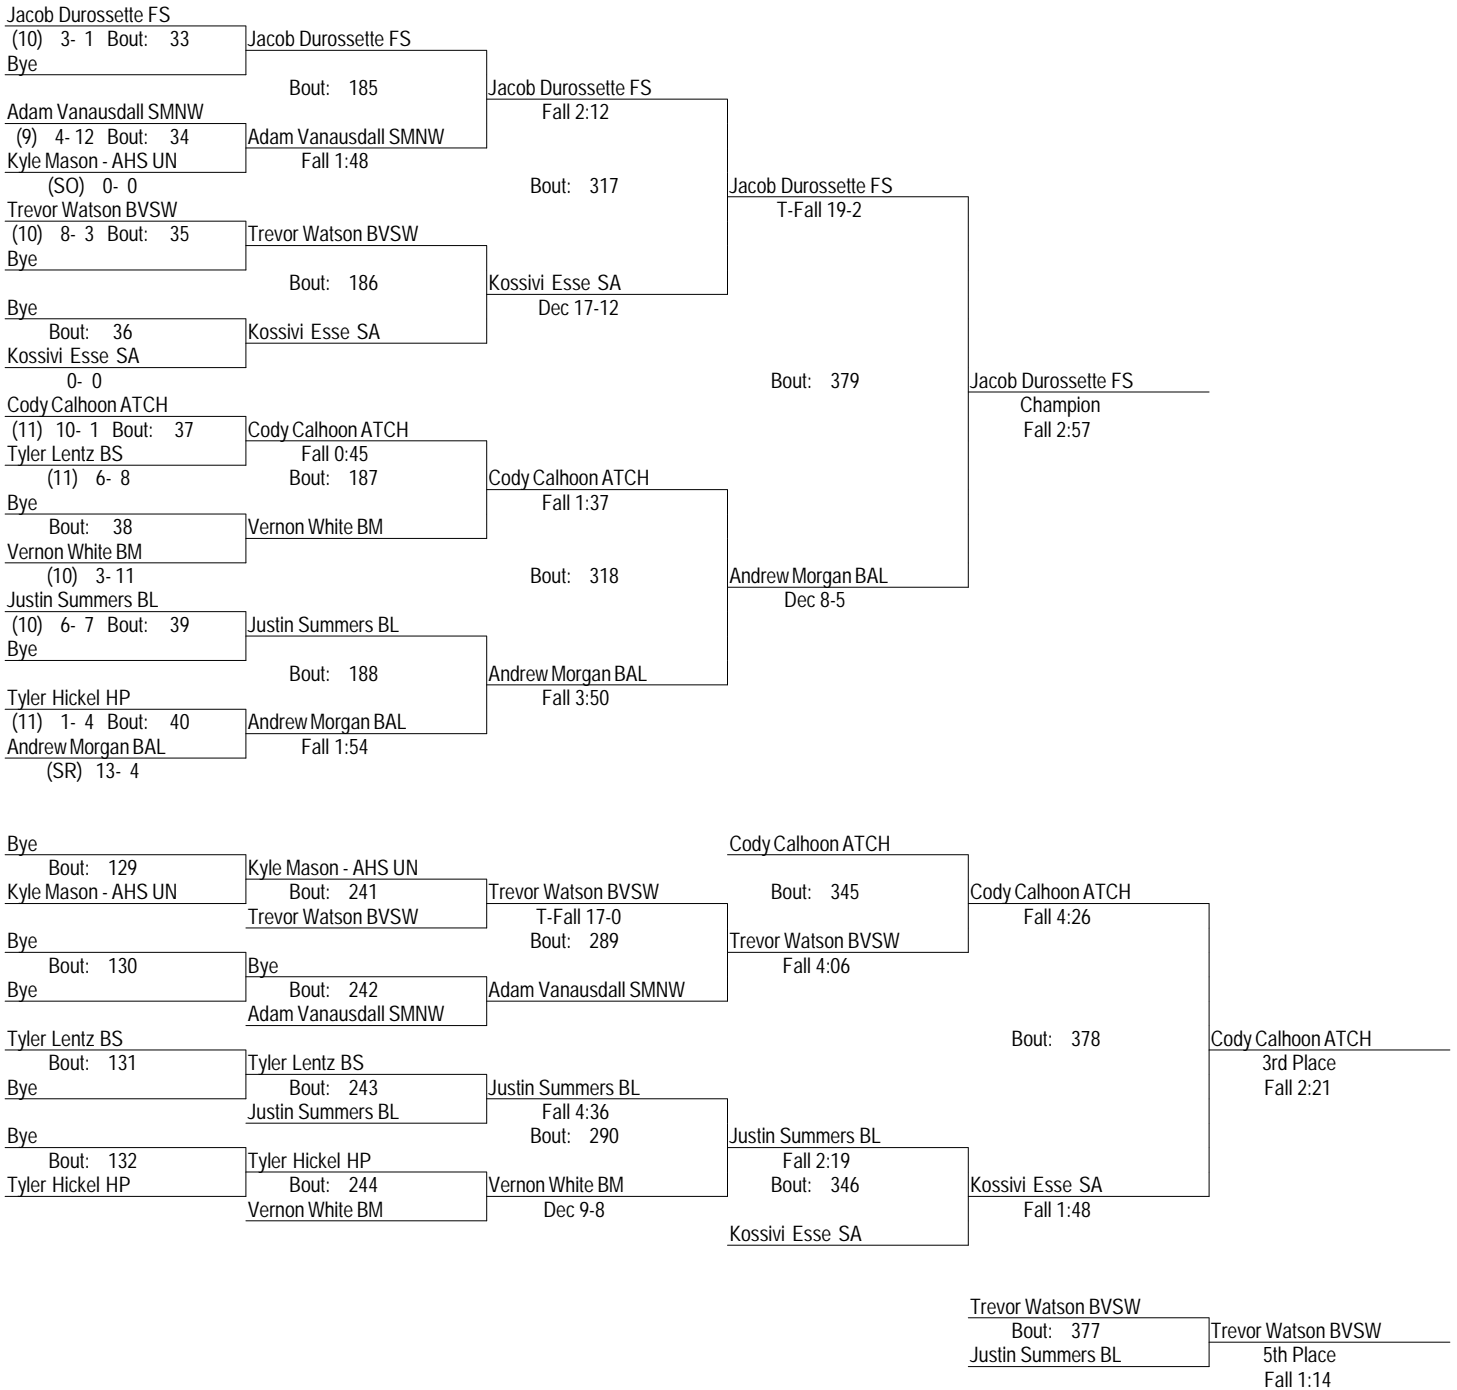 Jacob Durossette FS
(10) 3- 1 Bout: 33 Jacob Durossette FS
Bye
Bout: 185 Jacob Durossette FS
Adam Vanausdall SMNW Fall 2:12
(9) 4- 12 Bout: 34 Adam Vanausdall SMNW
Kyle Mason - AHS UN Fall 1:48
(SO) 0- 0 Bout: 317 Jacob Durossette FS
Trevor Watson BVSW T-Fall 19-2
(10) 8- 3 Bout: 35 Trevor Watson BVSW
Bye
Bout: 186 Kossivi Esse SA
Bye Dec 17-12
Bout: 36 Kossivi Esse SA
Kossivi Esse SA
0- 0 Bout: 379 Jacob Durossette FS
Cody Calhoon ATCH Champion
(11) 10- 1 Bout: 37 Cody Calhoon ATCH Fall 2:57
Tyler Lentz BS Fall 0:45
(11) 6- 8 Bout: 187 Cody Calhoon ATCH
Bye Fall 1:37
Bout: 38 Vernon White BM
Vernon White BM
(10) 3- 11 Bout: 318 Andrew Morgan BAL
Justin Summers BL Dec 8-5
(10) 6- 7 Bout: 39 Justin Summers BL
Bye
Bout: 188 Andrew Morgan BAL
Tyler Hickel HP Fall 3:50
(11) 1- 4 Bout: 40 Andrew Morgan BAL
Andrew Morgan BAL Fall 1:54
(SR) 13- 4
Bye Cody Calhoon ATCH
Bout: 129 Kyle Mason - AHS UN
Kyle Mason - AHS UN Bout: 241 Trevor Watson BVSW Bout: 345 Cody Calhoon ATCH
Trevor Watson BVSW T-Fall 17-0 Fall 4:26
Bye Bout: 289 Trevor Watson BVSW
Bout: 130 Bye Fall 4:06
Bye Bout: 242 Adam Vanausdall SMNW
Adam Vanausdall SMNW
Tyler Lentz BS Bout: 378 Cody Calhoon ATCH
Bout: 131 Tyler Lentz BS 3rd Place
Bye Bout: 243 Justin Summers BL Fall 2:21
Justin Summers BL Fall 4:36
Bye Bout: 290 Justin Summers BL
Bout: 132 Tyler Hickel HP Fall 2:19
Tyler Hickel HP Bout: 244 Vernon White BM Bout: 346 Kossivi Esse SA
Vernon White BM Dec 9-8 Fall 1:48
Kossivi Esse SA
Trevor Watson BVSW
Bout: 377 Trevor Watson BVSW
Justin Summers BL 5th Place
Fall 1:14